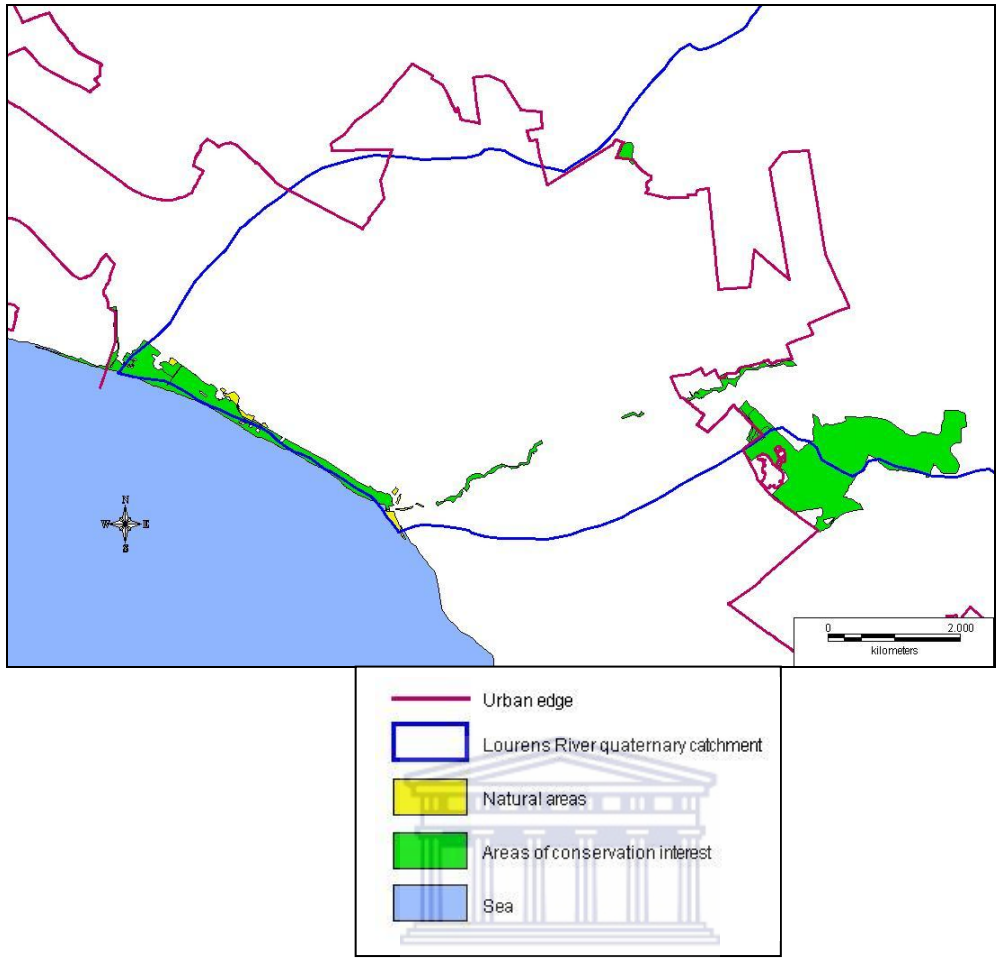 N
W E
S
0 2.000
kilometers
Urban edge
Lourens River quaternary catchment
Natural areas
Areas of conservation interest
Sea